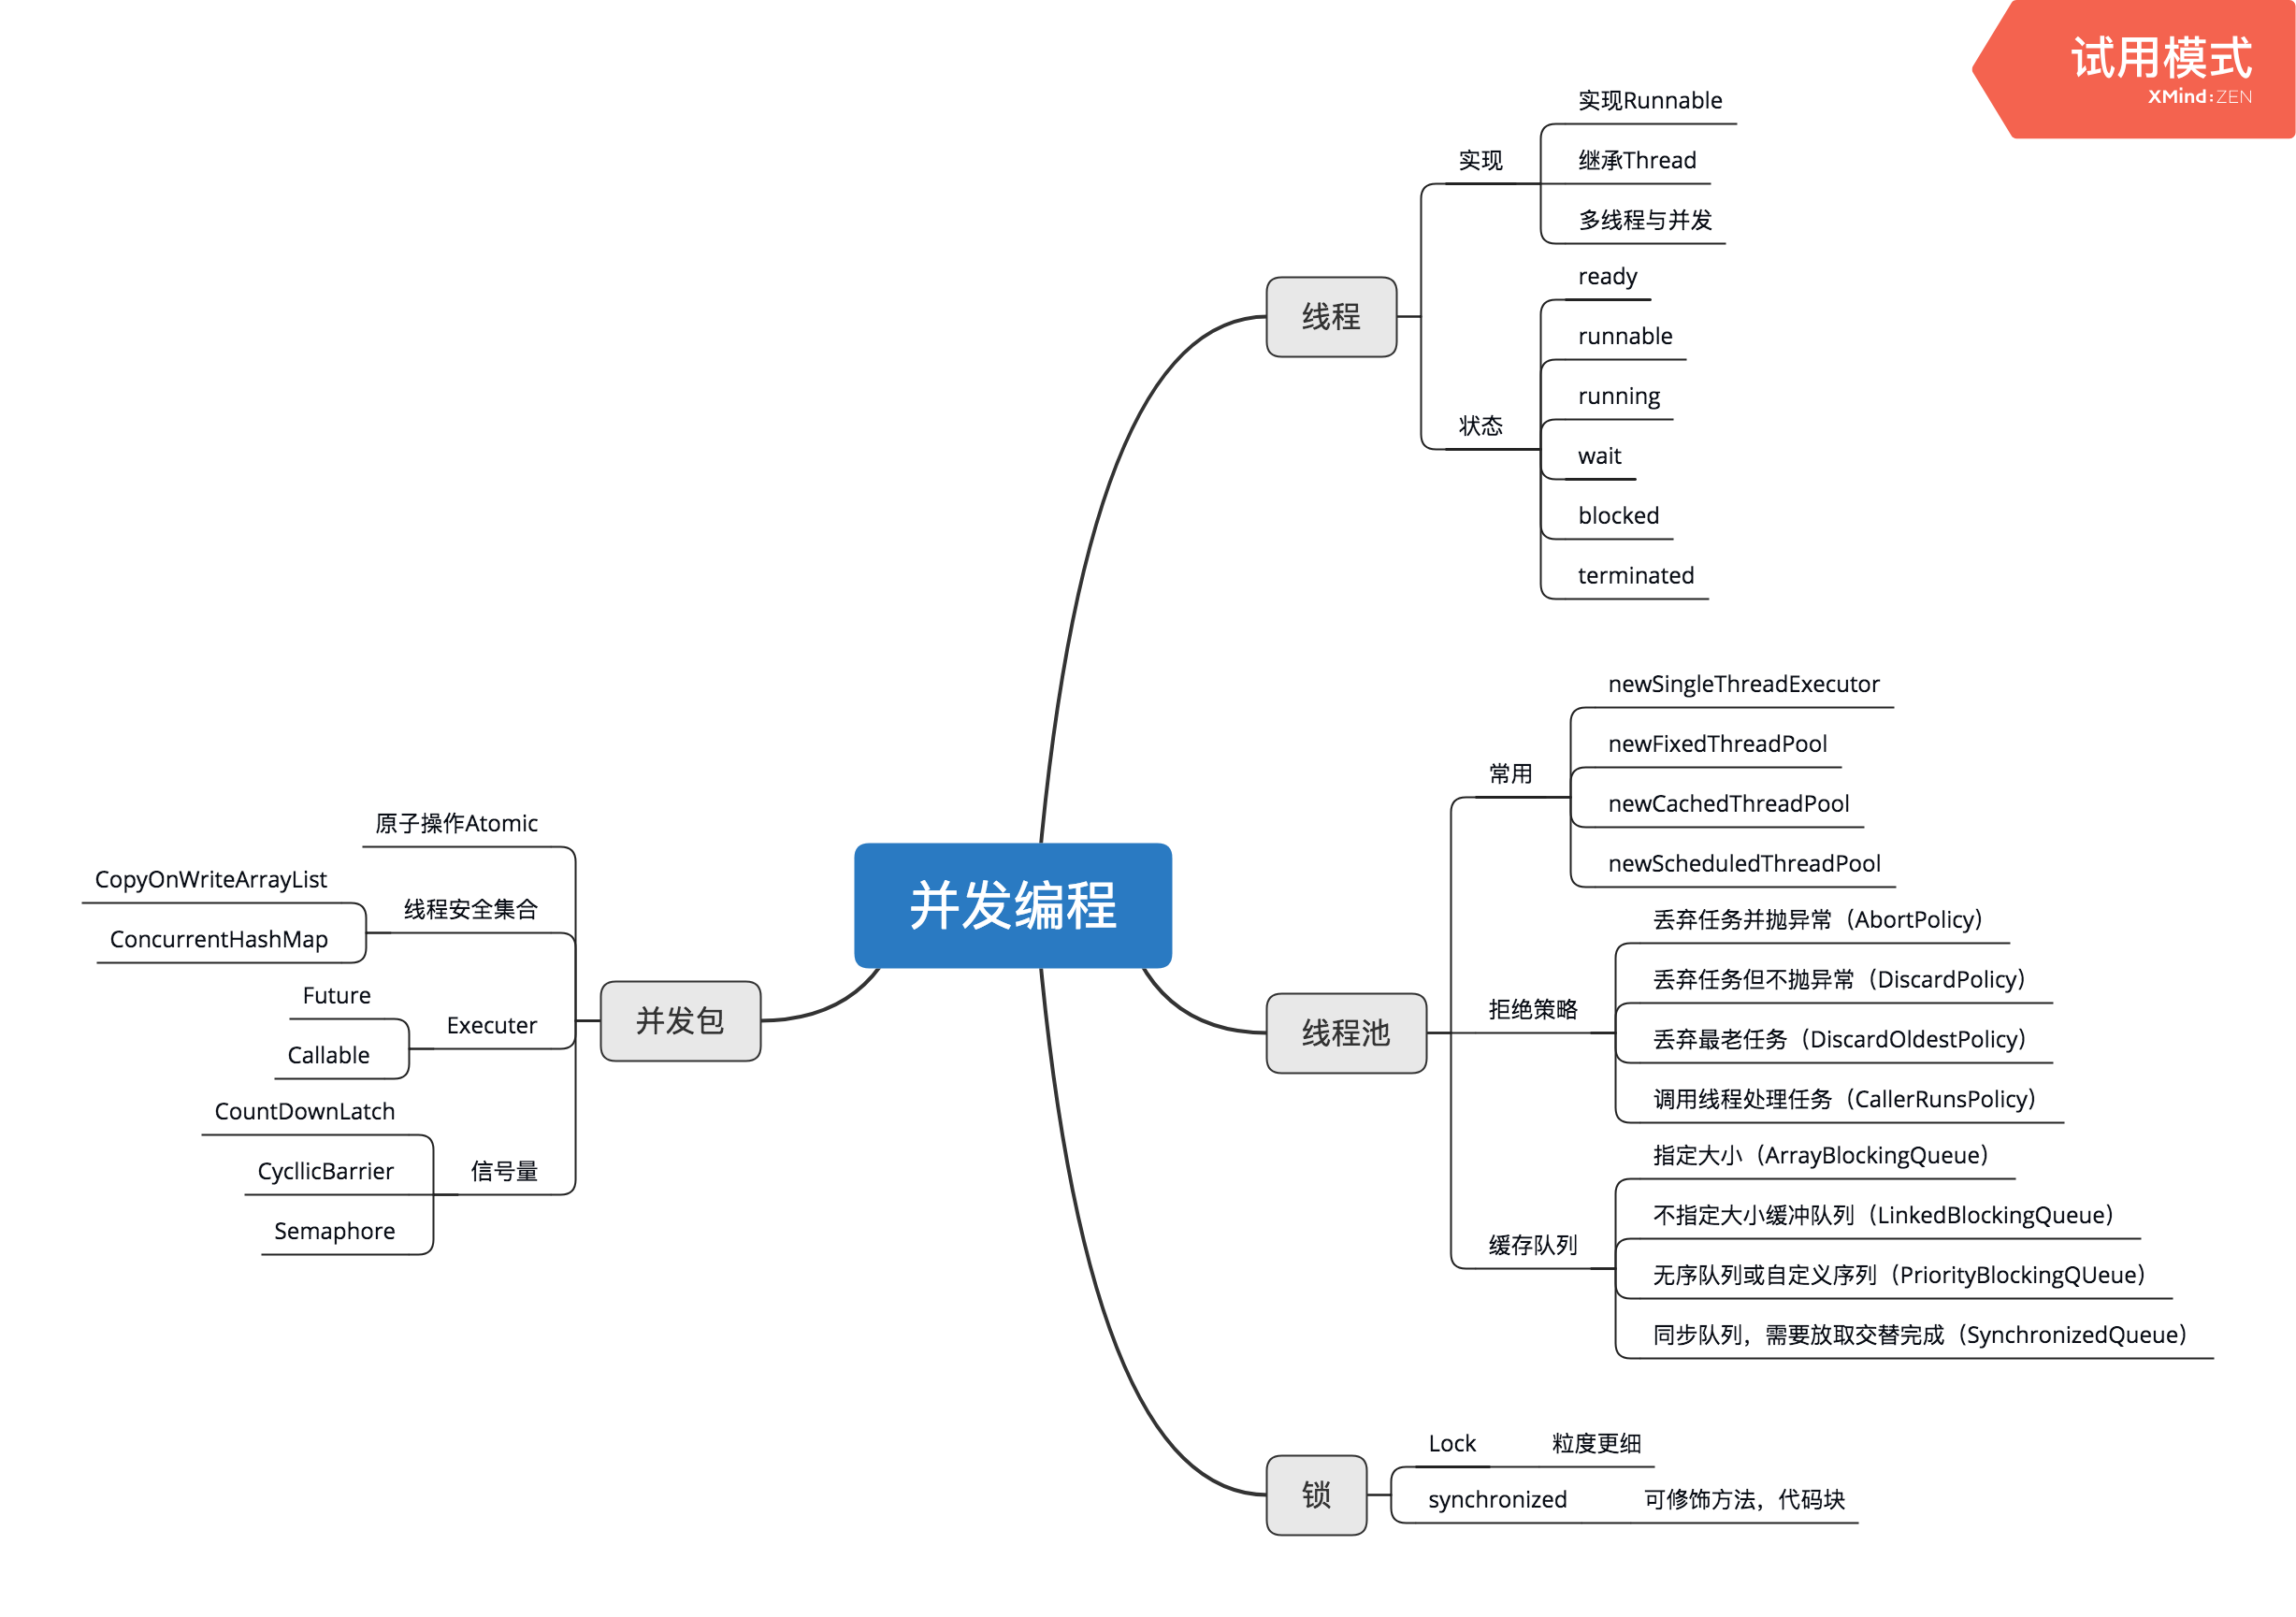 试用模式
XMind:ZEN
并发编程
线程
实现
实现Runnable
继承Thread
多线程与并发
状态
ready
runnable
running
wait
blocked
terminated
线程池
常用
newSingleThreadExecutor
newFixedThreadPool
newCachedThreadPool
newScheduledThreadPool
拒绝策略
丢弃任务并抛异常（AbortPolicy）
丢弃任务但不抛异常（DiscardPolicy）
丢弃最老任务（DiscardOldestPolicy）
调用线程处理任务（CallerRunsPolicy）
缓存队列
指定大小（ArrayBlockingQueue）
不指定大小缓冲队列（LinkedBlockingQueue）
无序队列或自定义序列（PriorityBlockingQUeue）
同步队列，需要放取交替完成（SynchronizedQueue）
锁
Lock
粒度更细
synchronized
可修饰方法，代码块
并发包
原子操作Atomic
线程安全集合
CopyOnWriteArrayList
ConcurrentHashMap
Executer
Future
Callable
信号量
CountDownLatch
CycllicBarrier
Semaphore